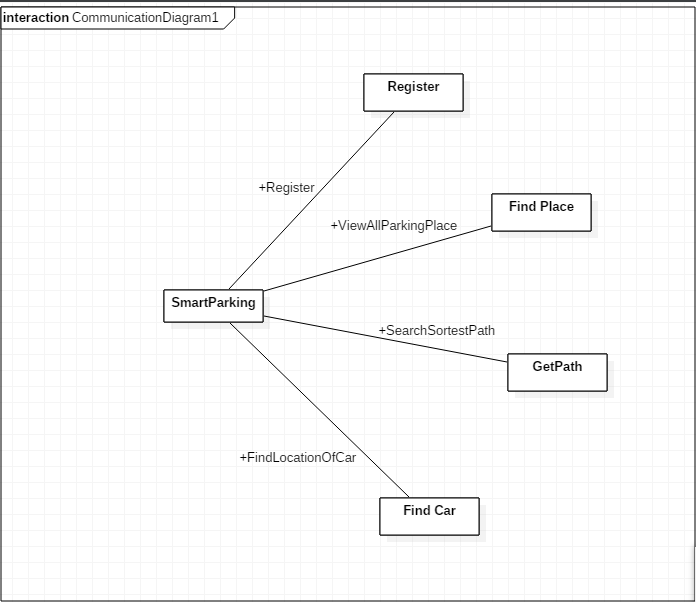 interaction CommunicationDiagram1
Register
+Register
Find Place
+ViewAllParkingPlace
SmartParking
+SearchSortestPath
GetPath
+FindLocationOfCar
Find Car